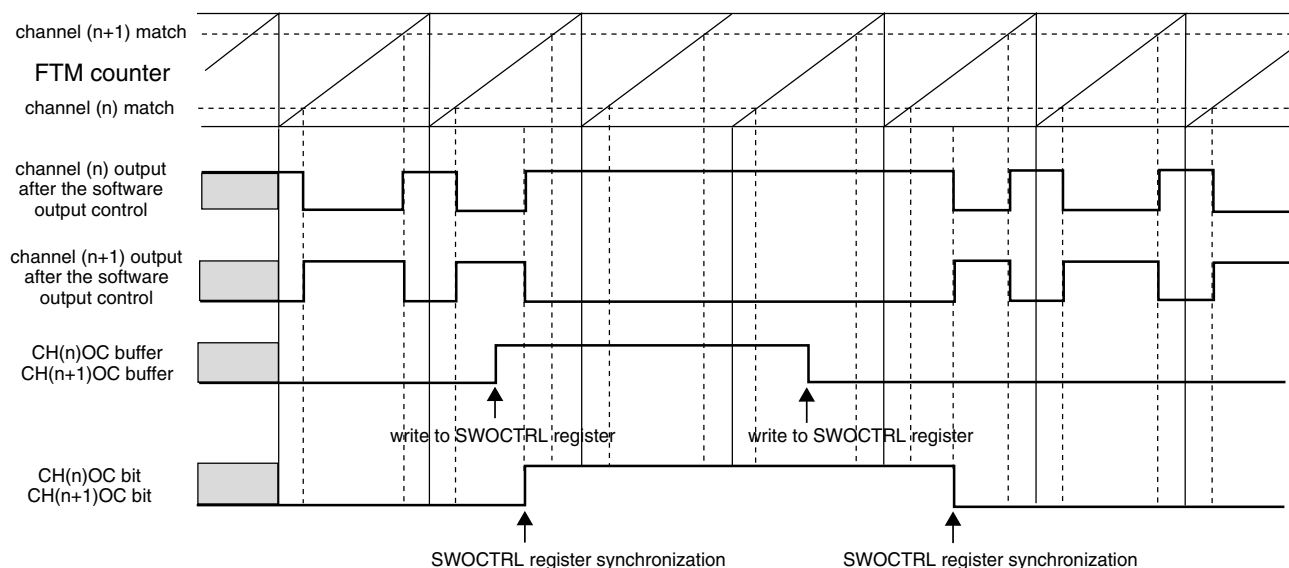 channel (n+1) match
FTM counter
channel (n) match
channel (n) output
after the software
output control
channel (n+1) output
after the software
output control
CH(n)OC buffer
CH(n+1)OC buffer
write to SWOCTRL register
write to SWOCTRL register
CH(n)OC bit
CH(n+1)OC bit
SWOCTRL register synchronization
SWOCTRL register synchronization